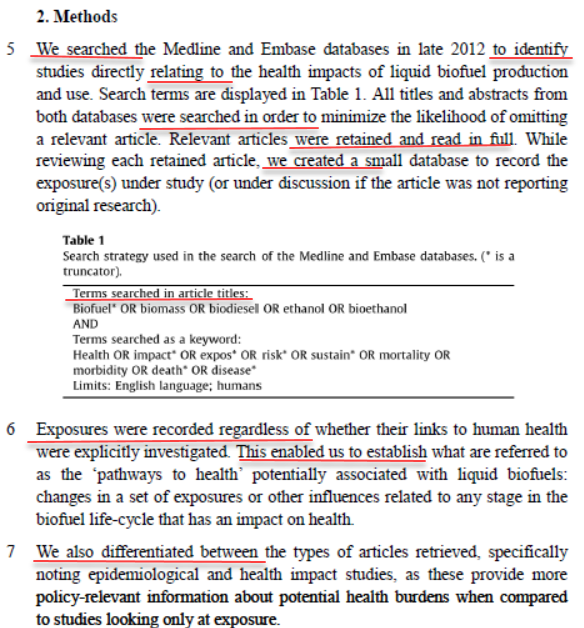 2. Methods
5 We searched the Medline and Embase databases in late 2012 to identify
studies directly relating to the health impacts of liquid biofuel production
and use. Search terms are displayed in Table 1. All titles and abstracts from
both databases were searched in order to minimize the likelihood of omitting
a relevant article. Relevant articles were retained and read in full. While
reviewing each retained article, we created a small database to record the
exposure(s) under study (or under discussion if the article was not reporting
original research).
Table 1
Search strategy used in the search of the Medline and Embase databases. (* is a
truncator).
Terms searched in article titles:
Biofuel* OR biomass OR biodiesel OR ethanol OR bioethanol
AND
Terms searched as a keyword:
Health OR impact* OR expos* OR risk* OR sustain* OR mortality OR
morbidity OR death* OR disease*
Limits: English language; humans
6 Exposures were recorded regardless of whether their links to human health
were explicitly investigated. This enabled us to establish what are referred to
as the ‘pathways to health’ potentially associated with liquid biofuels:
changes in a set of exposures or other influences related to any stage in the
biofuel life-cycle that has an impact on health.
7 We also differentiated between the types of articles retrieved, specifically
noting epidemiological and health impact studies, as these provide more
policy-relevant information about potential health burdens when compared
to studies looking only at exposure.